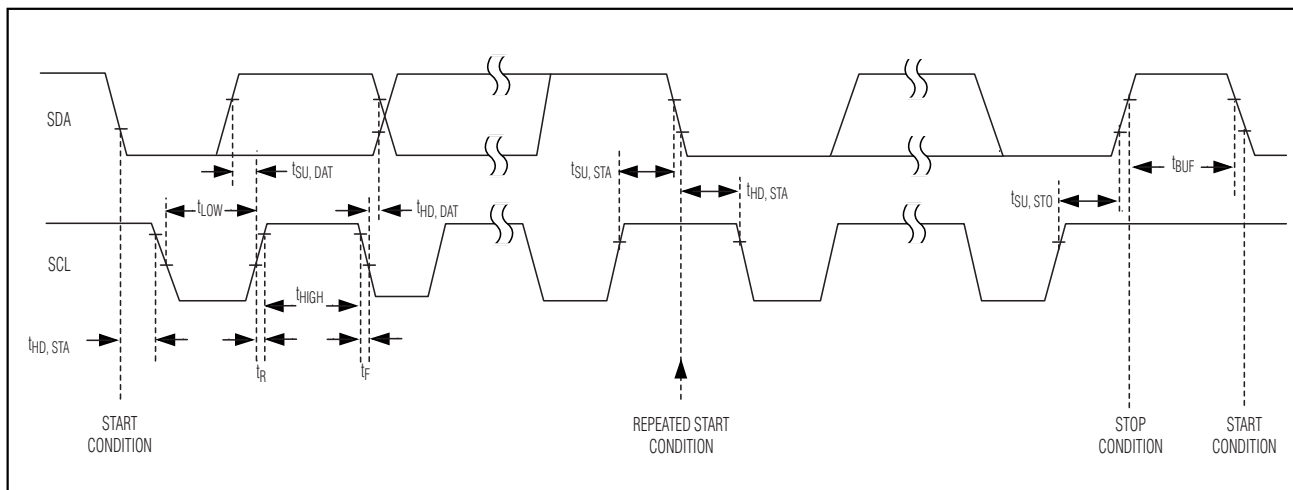 SDA
tSU, DAT
tLOW
tHD, DAT
tSU, STA
tHD, STA
tBUF
tSU, STO
SCL
tHIGH
tHD, STA
tR
tF
START
CONDITION
REPEATED START
CONDITION
STOP
CONDITION
START
CONDITION